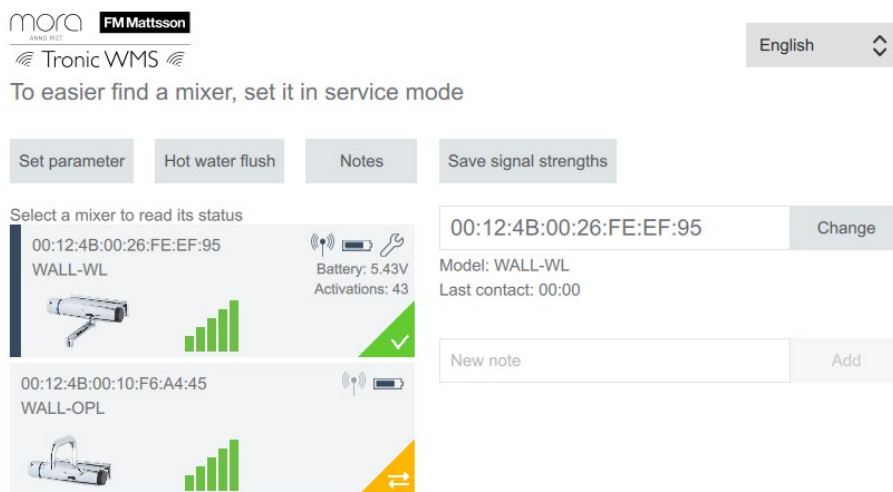 mora
ANNO 1927
FM Mattsson
Tronic WMS
English
To easier find a mixer, set it in service mode
Set parameter
Hot water flush
Notes
Save signal strengths
Select a mixer to read its status
00:12:4B:00:26:FE:EF:95
WALL-WL
Battery: 5.43V
Activations: 43
00:12:4B:00:10:F6:A4:45
WALL-OPL
00:12:4B:00:26:FE:EF:95
Change
Model: WALL-WL
Last contact: 00:00
New note
Add